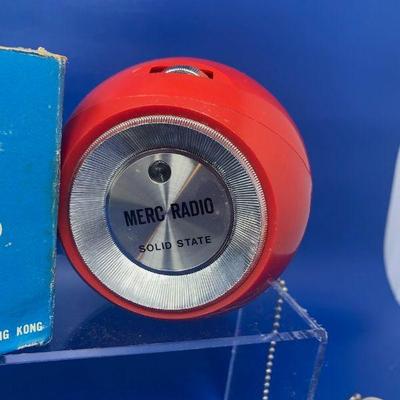 MERC RADIO
SOLID STATE
KONG